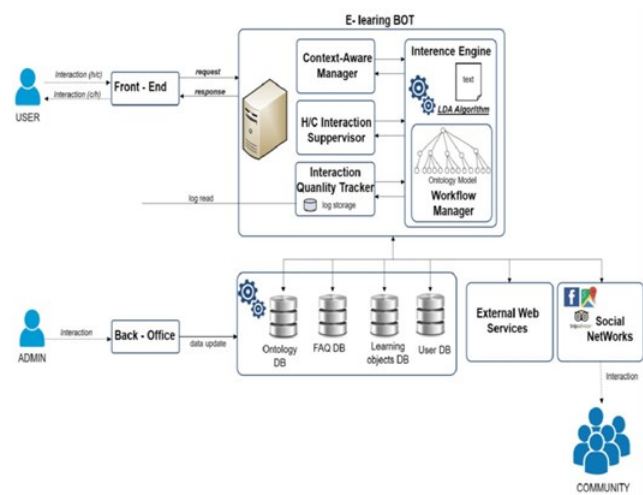 E- learing BOT
Interaction (h/c)
Interaction (c/h)
USER
Front - End
request
response
Context-Aware
Manager
H/C Interaction
Suppervisor
Interaction
Quanlity Tracker
log storage
log read
Inference Engine
text
LDA Algorithm
Ontology Model
Workflow
Manager
ADMIN
Interaction
Back - Office
data update
Ontology
DB
FAQ DB
Learning
objects DB
User DB
External Web
Services
Social
NetWorks
Interaction
COMMUNITY